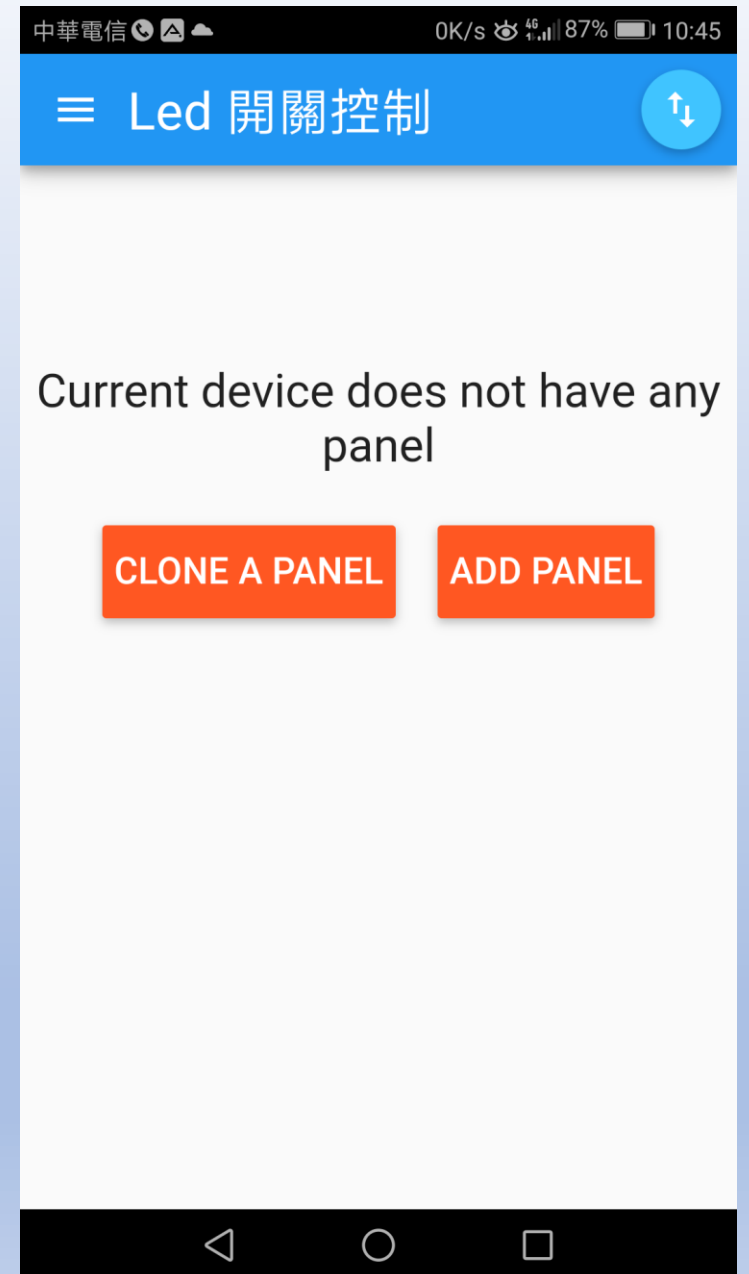 中華電信 0K/s 4G 87% 10:45
Led 開關控制
Current device does not have any
panel
CLONE A PANEL ADD PANEL